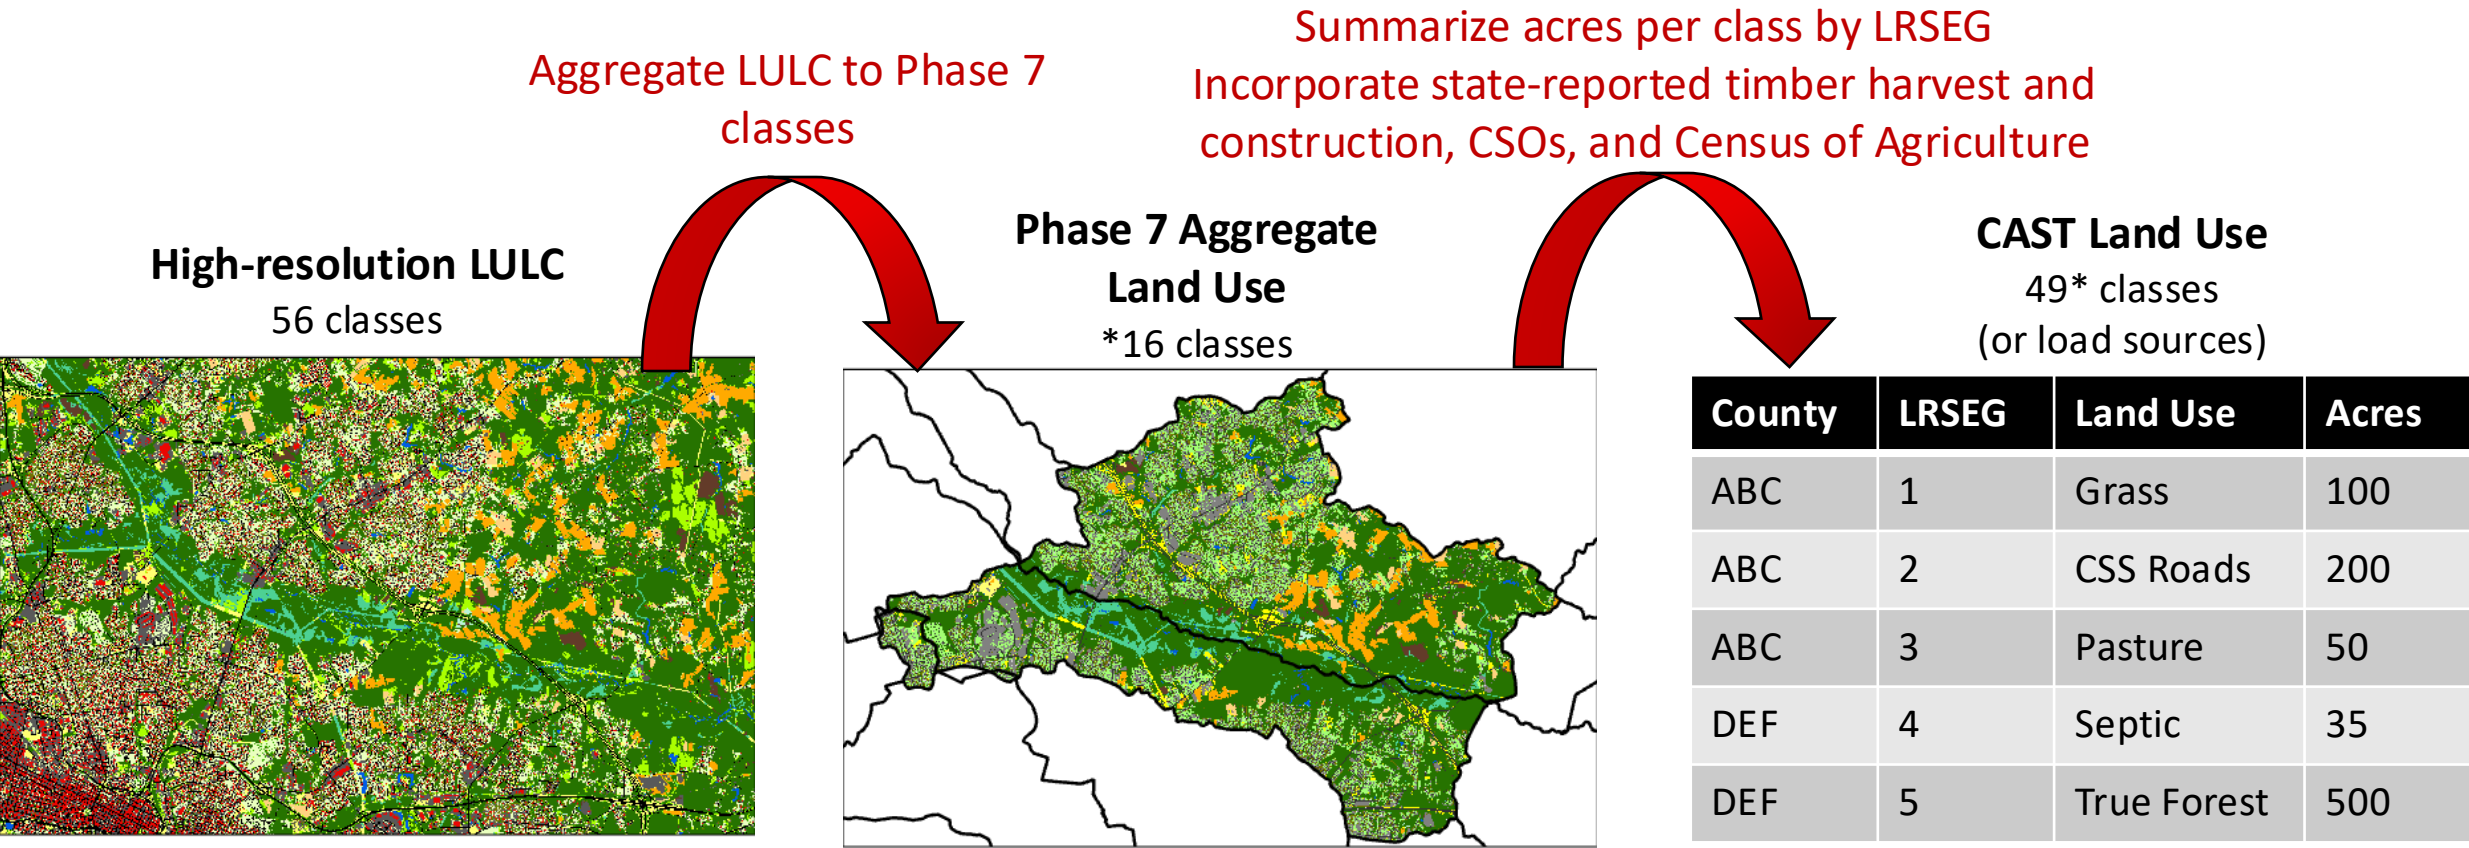 Summarize acres per class by LRSEG
Incorporate state-reported timber harvest and
construction, CSOs, and Census of Agriculture
Aggregate LULC to Phase 7
classes
High-resolution LULC
56 classes
Phase 7 Aggregate
Land Use
*16 classes
CAST Land Use
49* classes
(or load sources)
County LRSEG Land Use Acres
ABC 1 Grass 100
ABC 2 CSS Roads 200
ABC 3 Pasture 50
DEF 4 Septic 35
DEF 5 True Forest 500